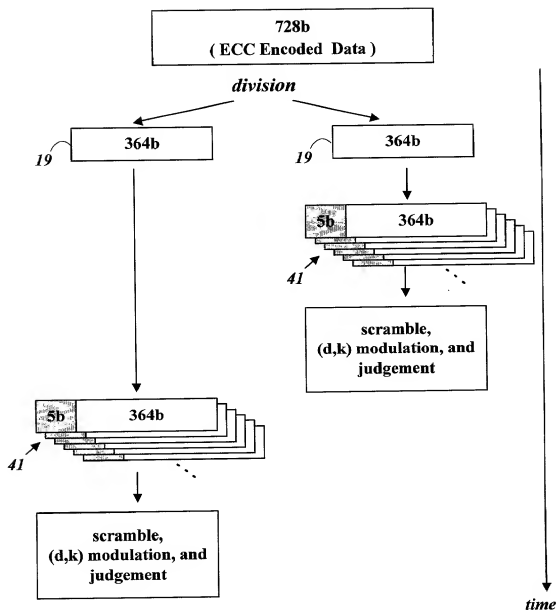 728b
( ECC Encoded Data )
division
364b
19
364b
19
5b
364b
41
scramble,
(d,k) modulation, and
judgement
5b
364b
41
scramble,
(d,k) modulation, and
judgement
time